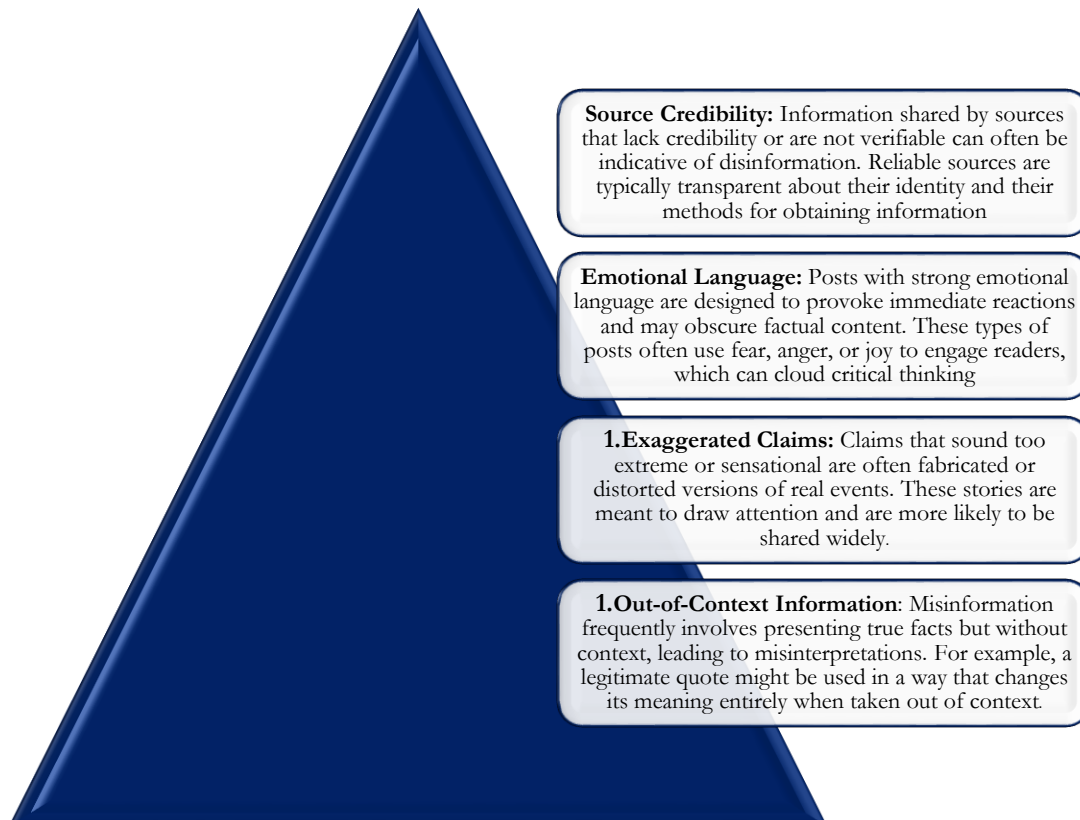 Source Credibility: Information shared by sources
that lack credibility or are not verifiable can often be
indicative of disinformation. Reliable sources are
typically transparent about their identity and their
methods for obtaining information
Emotional Language: Posts with strong emotional
language are designed to provoke immediate reactions
and may obscure factual content. These types of
posts often use fear, anger, or joy to engage readers,
which can cloud critical thinking
1.Exaggerated Claims: Claims that sound too
extreme or sensational are often fabricated or
distorted versions of real events. These stories are
meant to draw attention and are more likely to be
shared widely.
1.Out-of-Context Information: Misinformation
frequently involves presenting true facts but without
context, leading to misinterpretations. For example, a
legitimate quote might be used in a way that changes
its meaning entirely when taken out of context.